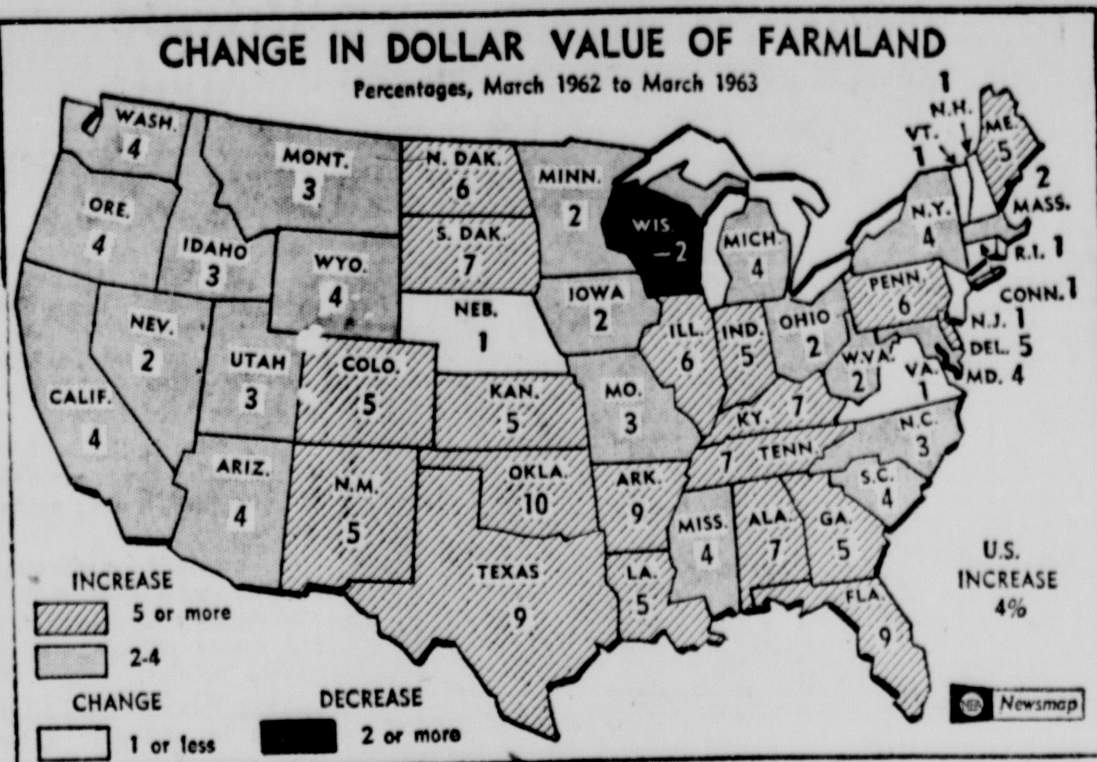 CHANGE IN DOLLAR VALUE OF FARMLAND
Percentages, March 1962 to March 1963
WASH.
4
ORE.
4
CALIF.
4
NEV.
2
IDAHO
3
MONT.
3
WYO.
4
UTAH
3
ARIZ.
4
COLO.
5
N.M.
5
N. DAK.
6
S. DAK.
7
NEB.
1
KAN.
5
OKLA.
10
TEXAS
9
MINN.
2
IOWA
2
MO.
3
ARK.
9
LA.
5
WIS.
-2
ILL.
6
MICH.
4
IND.
5
OHIO
2
KY. 7
7 TENN.
MISS.
4
ALA.
7
GA.
5
FLA.
9
S.C.
4
N.C.
3
VA.
1
W.VA.
2
PENN.
6
N.Y.
4
VT.
1
1
N.H.
ME.
5
2
MASS.
R.I. 1
CONN. 1
N.J. 1
DEL. 5
MD. 4
U.S.
INCREASE
4%
INCREASE
5 or more
2-4
CHANGE
1 or less
DECREASE
2 or more
NEA
Newsmap